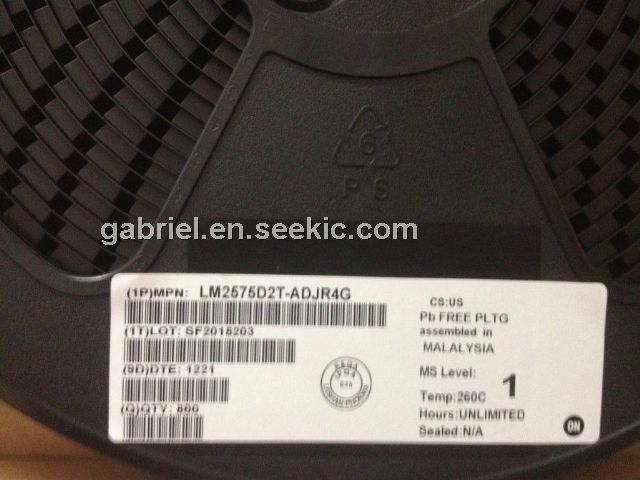 6
PS
gabriel.en.seekic.com
(1P)MPN: LM2575D2T-ADJR4G
(1T)LOT: SF2015203
(9D)DTE: 1221
(Q)QTY: 800
CS:US
Pb FREE PLTG
assembled in
MALALYSIA
MS Level: 1
Temp:260C
Hours:UNLIMITED
Sealed:N/A
ON